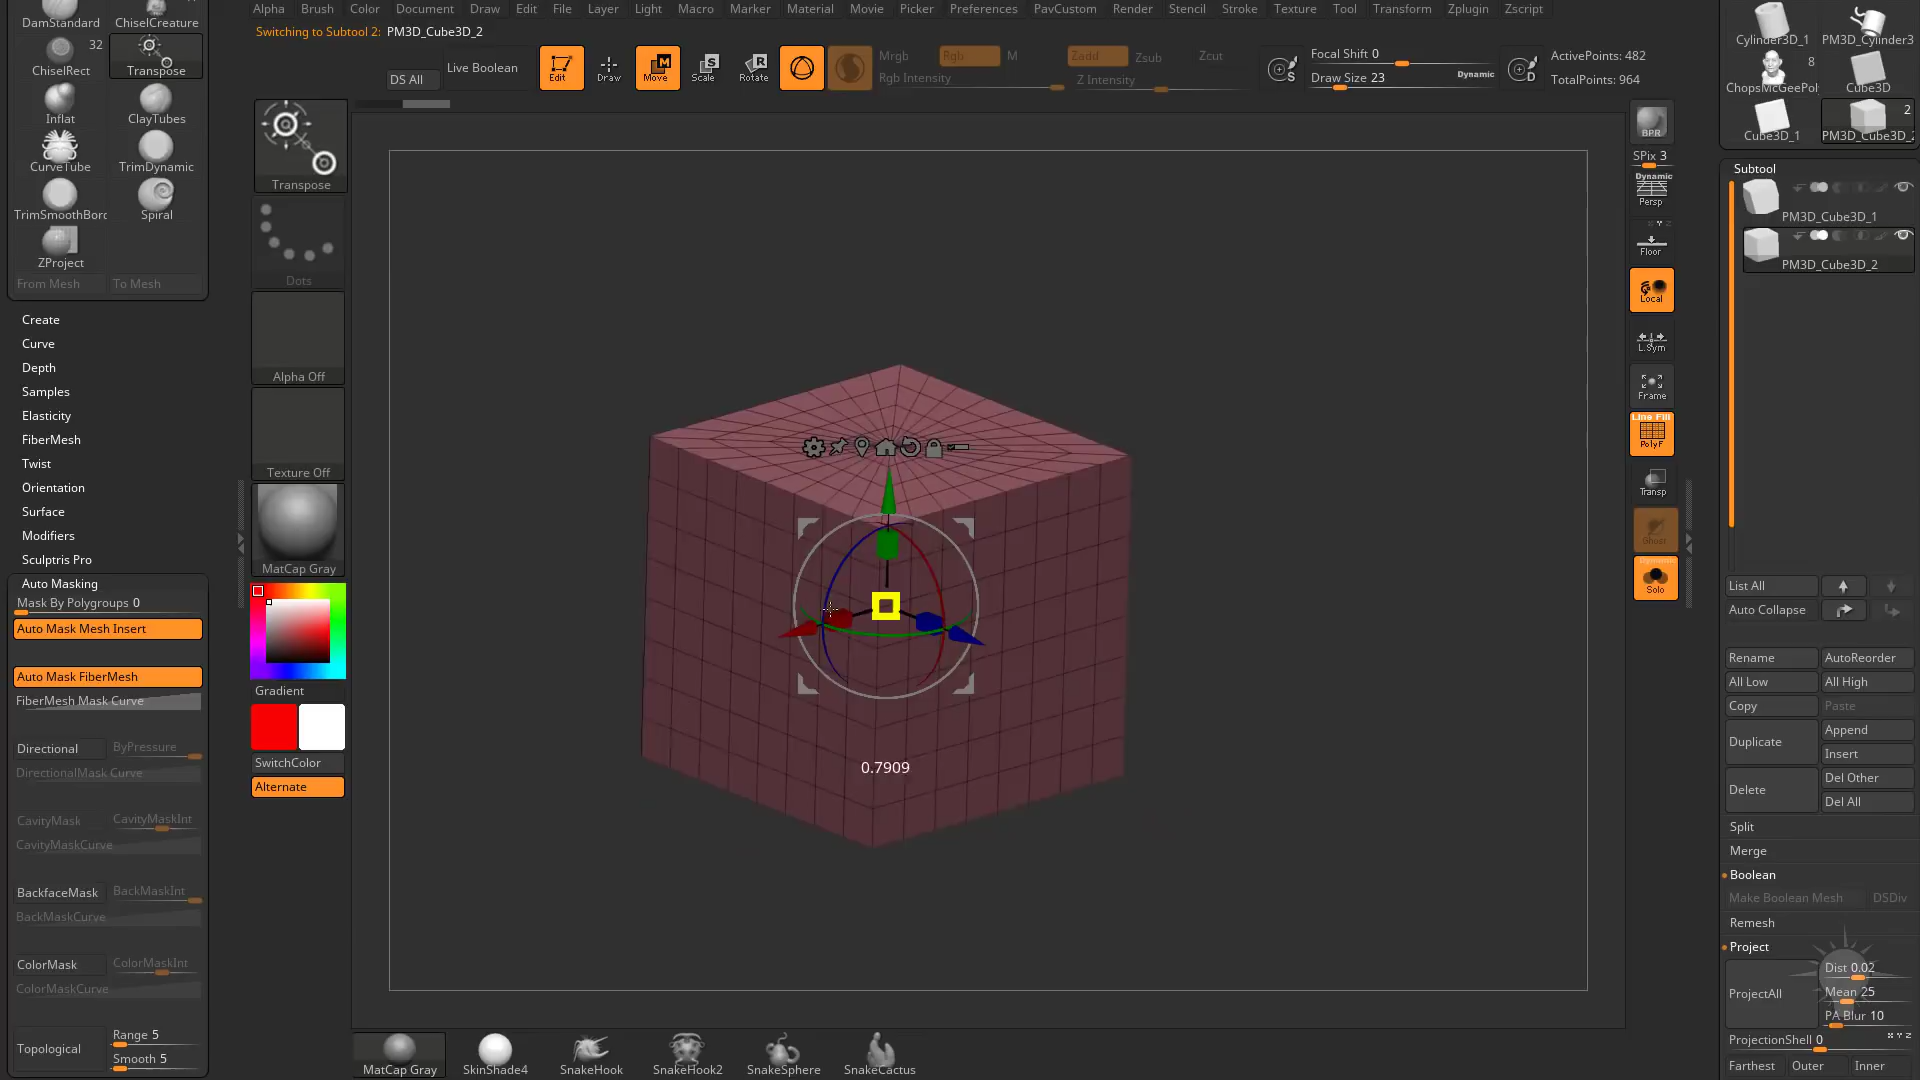 Alpha Brush Color Document Draw Edit File Layer Light Macro Marker Material Movie Picker Preferences PavCustom Render Stencil Stroke Texture Tool Transform Zplugin Zscript
Switching to Subtool 2: PM3D_Cube3D_2
DamStandard ChiselCreature
32
ChiselRect Transpose
Inflat ClayTubes
CurveTube TrimDynamic
TrimSmoothBord Spiral
ZProject
From Mesh To Mesh
Create
Curve
Depth
Samples
Elasticity
FiberMesh
Twist
Orientation
Surface
Modifiers
Sculptris Pro
Auto Masking
Mask By Polygroups 0
Auto Mask Mesh Insert
Auto Mask FiberMesh
FiberMesh Mask Curve
Directional ByPressure
DirectionalMask Curve
CavityMask CavityMaskInt
CavityMaskCurve
BackfaceMask BackMaskInt
BackMaskCurve
ColorMask ColorMaskInt
ColorMaskCurve
Topological Range 5
Smooth 5
DS All
Live Boolean
Edit
Draw
M
Move
S
Scale
R
Rotate
Mrgb Rgb M
Rgb Intensity
Zadd Zsub Zcut
Z Intensity
S
Focal Shift 0
Draw Size 23 Dynamic
D
ActivePoints: 482
TotalPoints: 964
Transpose
Dots
Alpha Off
Texture Off
MatCap Gray
Gradient
SwitchColor
Alternate
0.7909
MatCap Gray
SkinShade4
SnakeHook
SnakeHook2
SnakeSphere
SnakeCactus
BPR
SPix 3
Dynamic
Persp
Floor
Local
L.Sym
Frame
Line Fill
PolyF
Transp
Ghost
Dynamic
Solo
Cylinder3D_1 PM3D_Cylinder3
8
ChopsMcGeePol Cube3D
2
Cube3D_1 PM3D_Cube3D_2
Subtool
PM3D_Cube3D_1
PM3D_Cube3D_2
List All
Auto Collapse
Rename AutoReorder
All Low All High
Copy Paste
Duplicate Append
Insert
Delete Del Other
Del All
Split
Merge
Boolean
Make Boolean Mesh DSDiv
Remesh
Project
ProjectAll Dist 0.02
Mean 25
PA Blur 10
ProjectionShell 0
Farthest Outer Inner